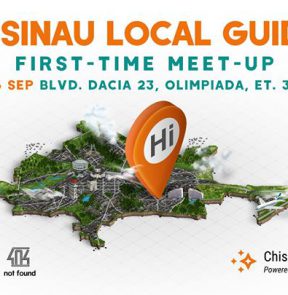 SINAU LOCAL GUID
FIRST-TIME MEET-UP
SEP BLVD. DACIA 23, OLIMPIADA, ET. 3
Hi
404
not found
Chis
Powere